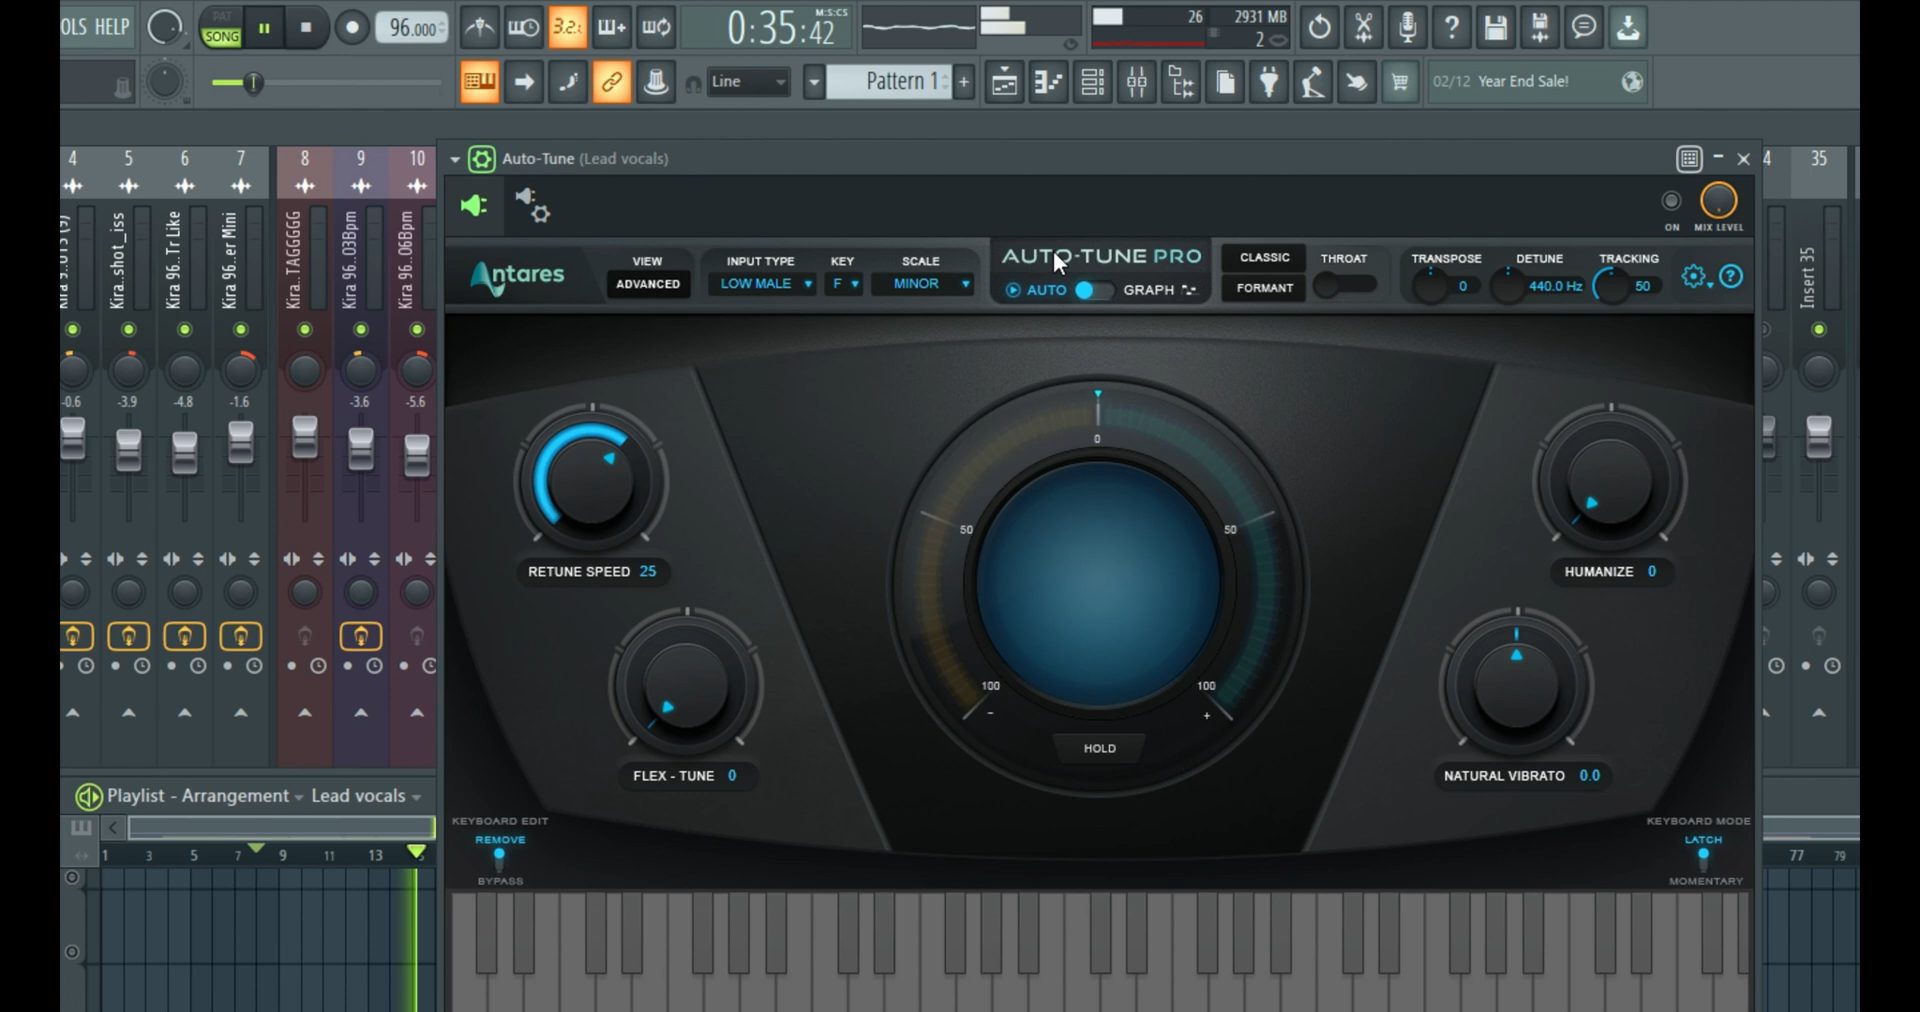 OLS HELP
PAT
SONG
96.000
3.2.
0:35:42
M:S:CS
26
2931 MB
2
Line
Pattern 1
+
02/12 Year End Sale!
4 5 6 7 8 9 10
Auto-Tune (Lead vocals)
4 35
ON MIX LEVEL
Antares
VIEW
ADVANCED
INPUT TYPE
LOW MALE
KEY
F
SCALE
MINOR
AUTO-TUNE PRO
AUTO GRAPH
CLASSIC
FORMANT
THROAT
TRANSPOSE
0
DETUNE
440.0 Hz
TRACKING
50
Kira.shot_iss
Kira 96..Tr Like
Kira 96..er Mini
Kira..TAGGGGG
Kira 96..03Bpm
Kira 96..06Bpm
Insert 35
-0.6 -3.9 -4.8 -1.6 -3.6 -5.6
0
50 50
100 100
- +
HOLD
RETUNE SPEED 25
FLEX - TUNE 0
HUMANIZE 0
NATURAL VIBRATO 0.0
Playlist - Arrangement Lead vocals
1 3 5 7 9 11 13
77 79
KEYBOARD EDIT
REMOVE
BYPASS
KEYBOARD MODE
LATCH
MOMENTARY